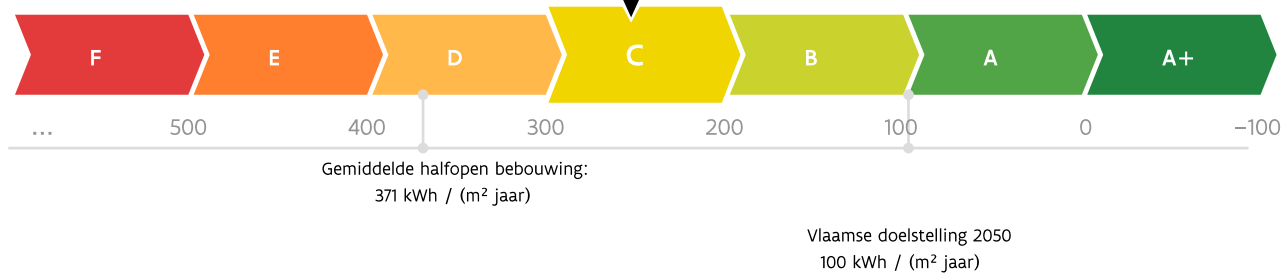 F E D C B A A+
... 500 400 300 200 100 0 −100
Gemiddelde halfopen bebouwing:
371 kWh / (m² jaar)
Vlaamse doelstelling 2050
100 kWh / (m² jaar)